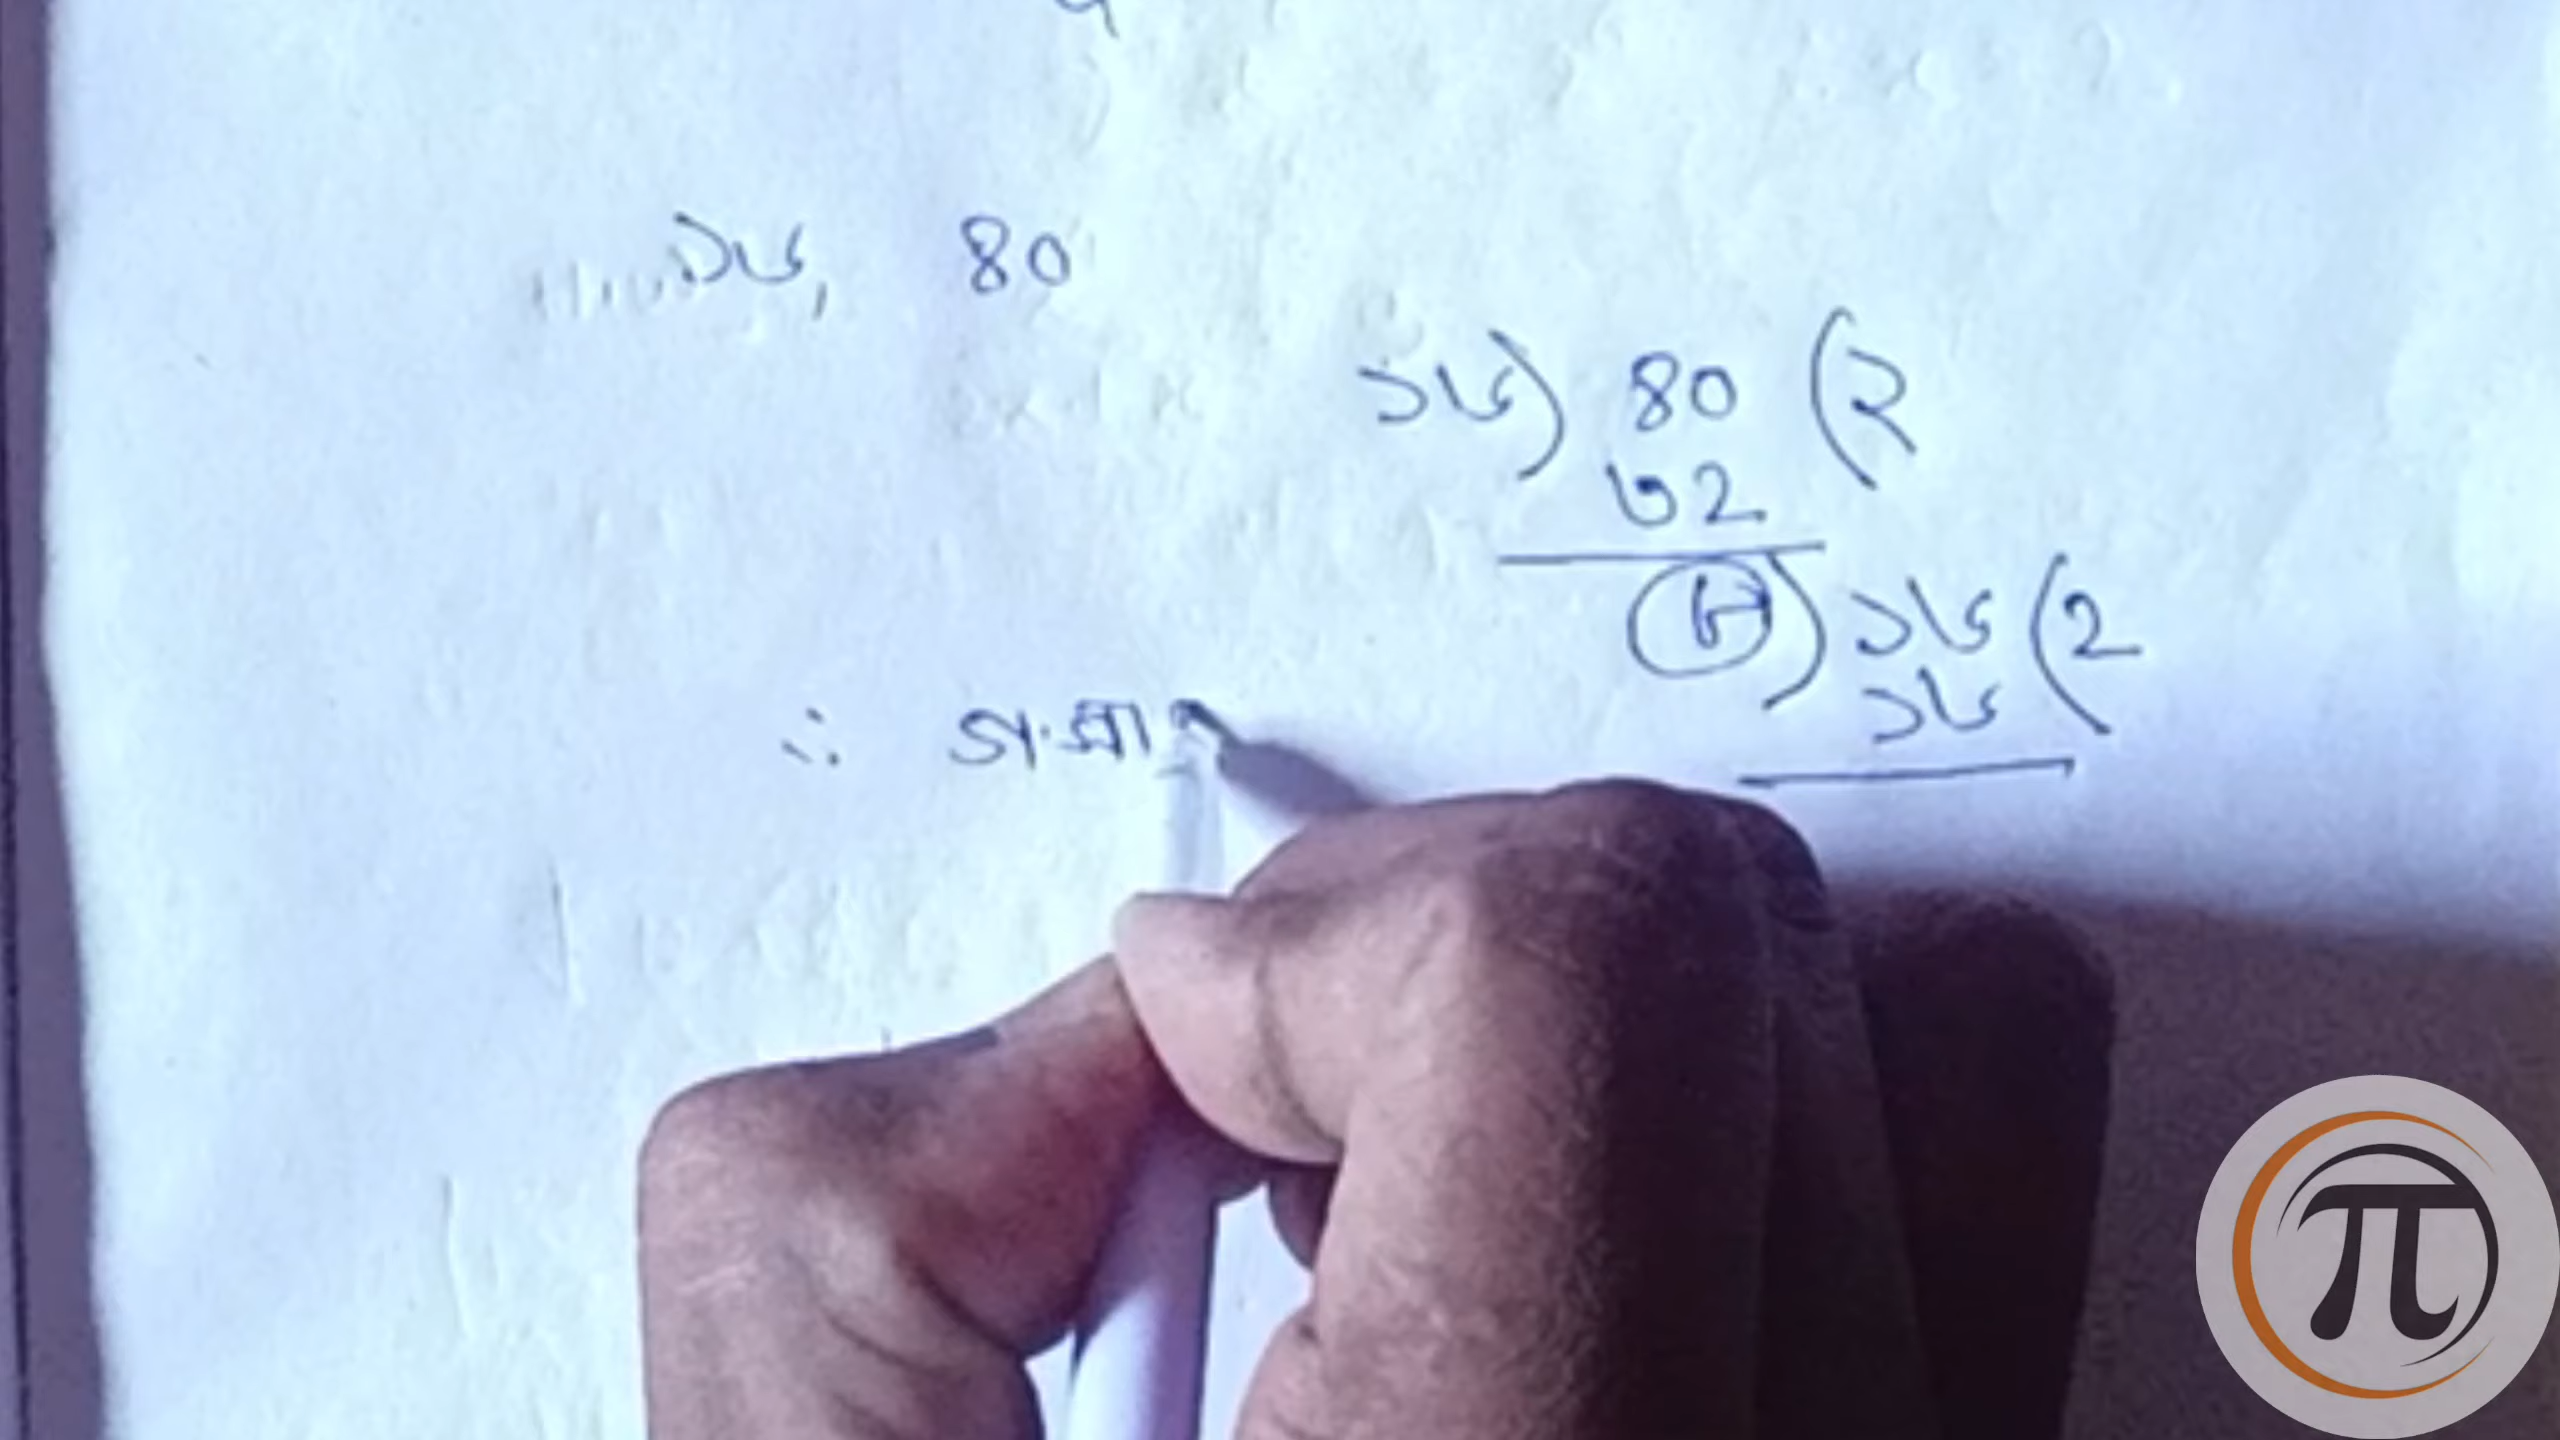 ১৬, ৪০
১৬) ৪০ (২
৩২
৮) ১৬ (২
১৬
∴ গ.সা
π